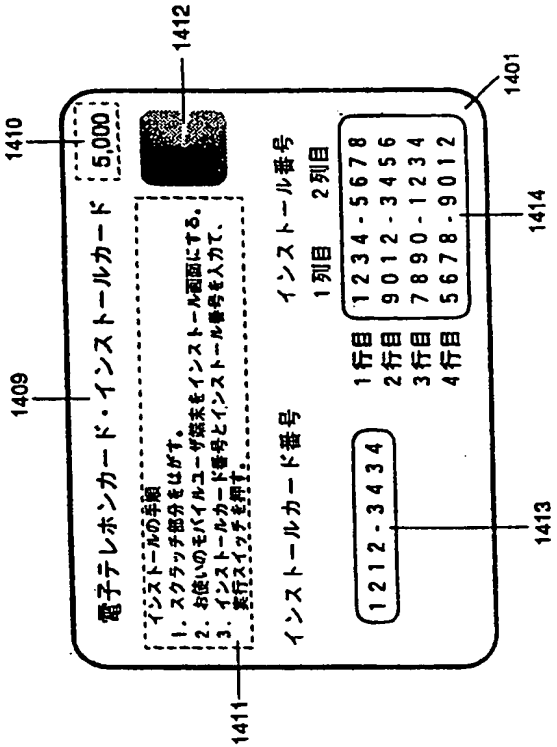 1409
1410
1412
電子テレホンカード・インストールカード
5,000
インストールの手順
1. スクラッチ部分をはがす。
2. お使いのモバイルユーザ端末をインストール画面にする。
3. インストールカード番号とインストール番号を入力て、
実行スイッチを押す。
1411
インストールカード番号
1212-3434
1413
インストール番号
1列目 2列目
1行目 1234-5678
2行目 9012-3456
3行目 7890-1234
4行目 5678-9012
1414
1401